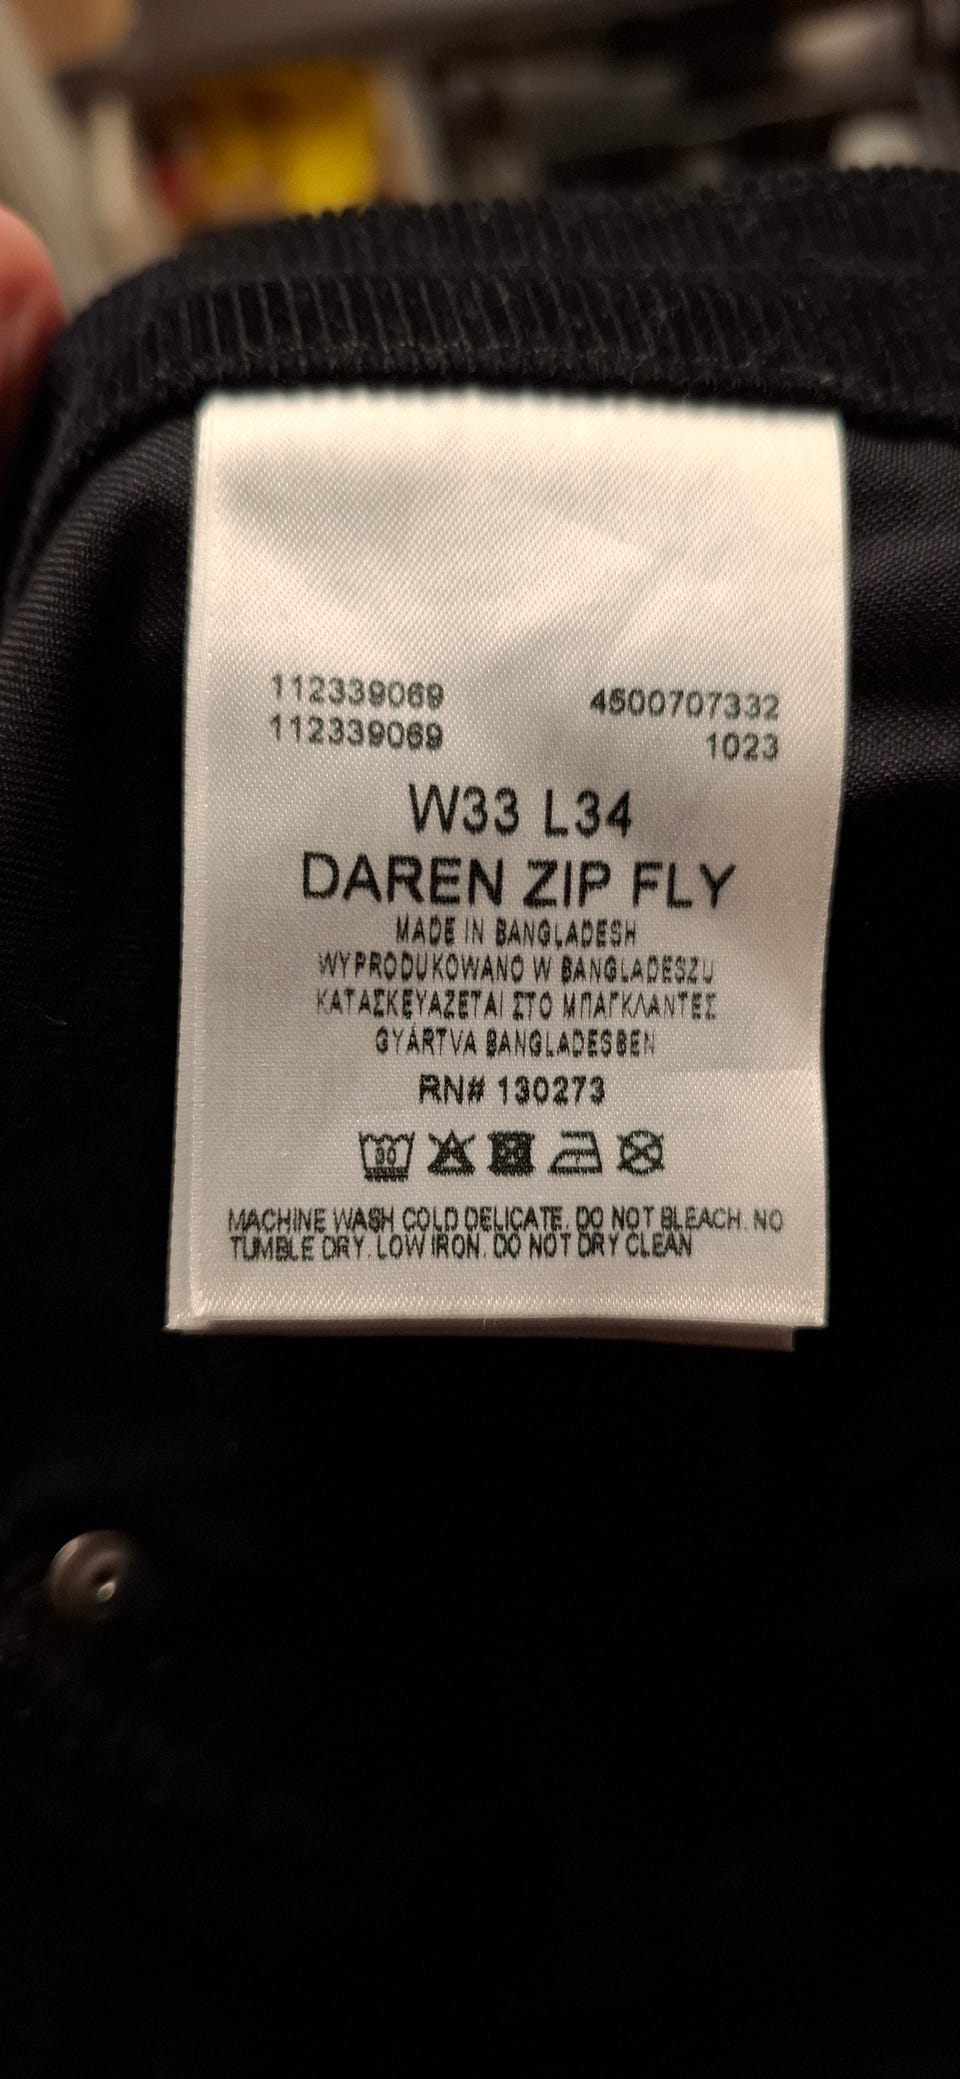 112339069 4500707332
112339069 1023
W33 L34
DAREN ZIP FLY
MADE IN BANGLADESH
WYPRODUKOWANO W BANGLADESZU
ΚΑΤΑΣΚΕΥΑΖΕΤΑΙ ΣΤΟ ΜΠΑΓΚΛΑΝΤΕΣ
GYÁRTVA BANGLADESBEN
RN# 130273
30
MACHINE WASH COLD DELICATE. DO NOT BLEACH. NO
TUMBLE DRY. LOW IRON. DO NOT DRY CLEAN